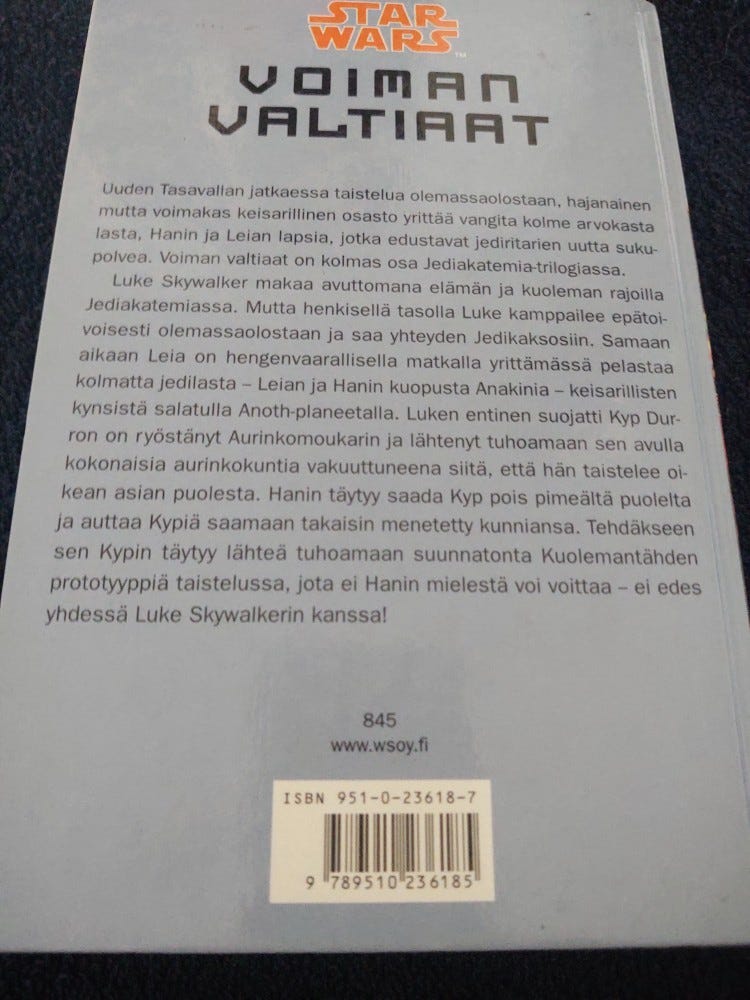 STAR
WARS
TM
VOIMAN
VALTIAAT
Uuden Tasavallan jatkaessa taistelua olemassaolostaan, hajanainen
mutta voimakas keisarillinen osasto yrittää vangita kolme arvokasta
lasta, Hanin ja Leian lapsia, jotka edustavat jediritarien uutta suku-
polvea. Voiman valtiaat on kolmas osa Jediakatemia-trilogiassa.
Luke Skywalker makaa avuttomana elämän ja kuoleman rajoilla
Jediakatemiassa. Mutta henkisellä tasolla Luke kamppailee epätoi-
voisesti olemassaolostaan ja saa yhteyden Jedikaksosiin. Samaan
aikaan Leia on hengenvaarallisella matkalla yrittämässä pelastaa
kolmatta jedilasta – Leian ja Hanin kuopusta Anakinia – keisarillisten
kynsistä salatulla Anoth-planeetalla. Luken entinen suojatti Kyp Dur-
ron on ryöstänyt Aurinkomoukarin ja lähtenyt tuhoamaan sen avulla
kokonaisia aurinkokuntia vakuuttuneena siitä, että hän taistelee oi-
kean asian puolesta. Hanin täytyy saada Kyp pois pimeältä puolelta
ja auttaa Kypiä saamaan takaisin menetetty kunniansa. Tehdäkseen
sen Kypin täytyy lähteä tuhoamaan suunnatonta Kuolemantähden
prototyyppiä taistelussa, jota ei Hanin mielestä voi voittaa – ei edes
yhdessä Luke Skywalkerin kanssa!
845
www.wsoy.fi
ISBN 951-0-23618-7
9 789510 236185